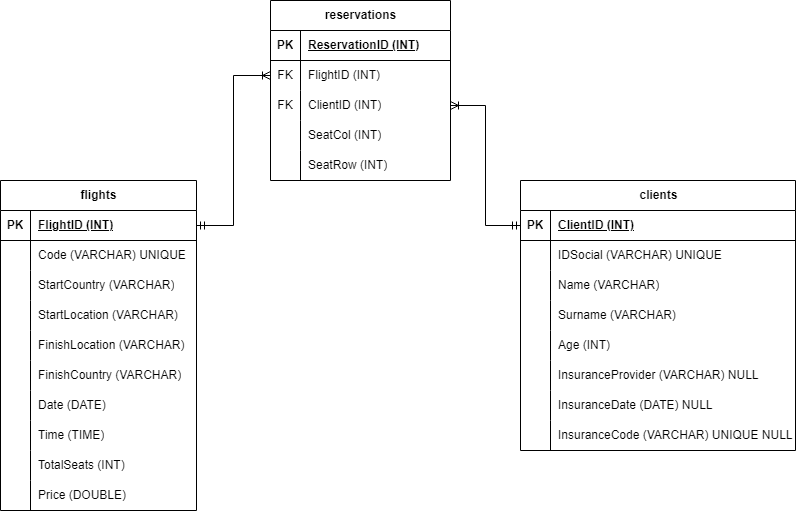 reservations
PK ReservationID (INT)
FK FlightID (INT)
FK ClientID (INT)
SeatCol (INT)
SeatRow (INT)
flights
PK FlightID (INT)
Code (VARCHAR) UNIQUE
StartCountry (VARCHAR)
StartLocation (VARCHAR)
FinishLocation (VARCHAR)
FinishCountry (VARCHAR)
Date (DATE)
Time (TIME)
TotalSeats (INT)
Price (DOUBLE)
clients
PK ClientID (INT)
IDSocial (VARCHAR) UNIQUE
Name (VARCHAR)
Surname (VARCHAR)
Age (INT)
InsuranceProvider (VARCHAR) NULL
InsuranceDate (DATE) NULL
InsuranceCode (VARCHAR) UNIQUE NULL